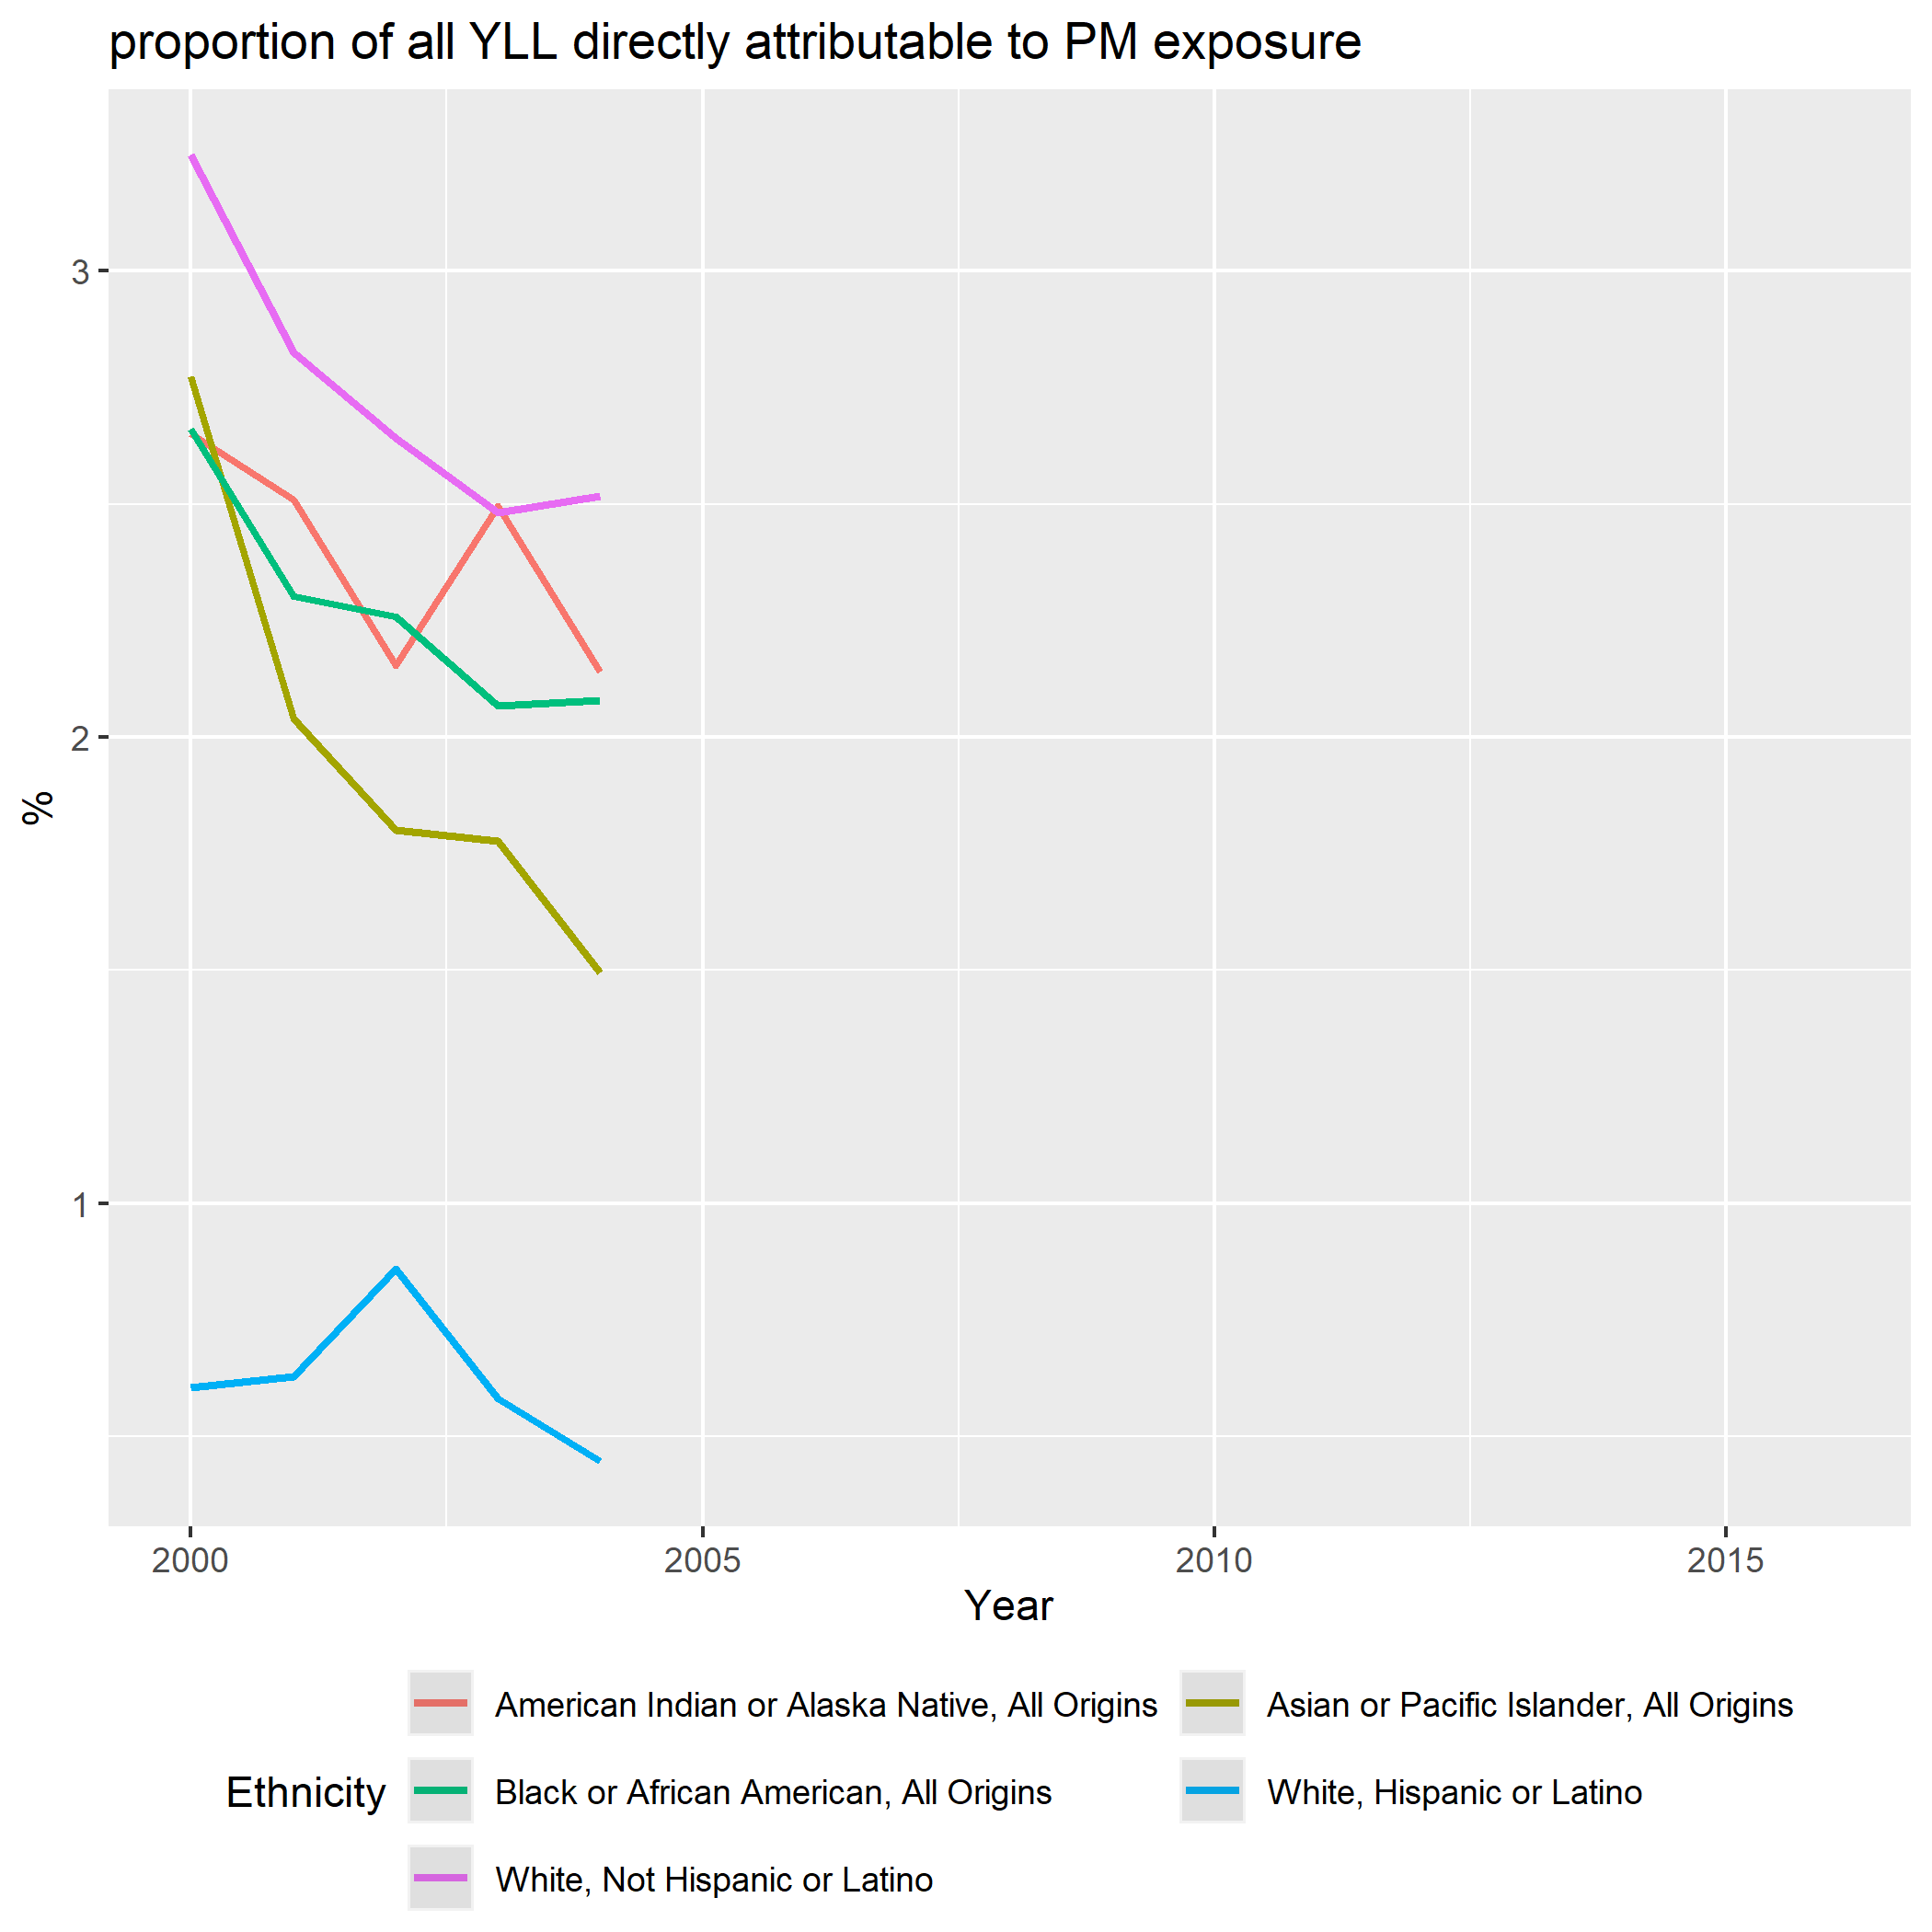 proportion of all YLL directly attributable to PM exposure
3
2
1
%
2000 2005 2010 2015
Year
Ethnicity
American Indian or Alaska Native, All Origins
Asian or Pacific Islander, All Origins
Black or African American, All Origins
White, Hispanic or Latino
White, Not Hispanic or Latino